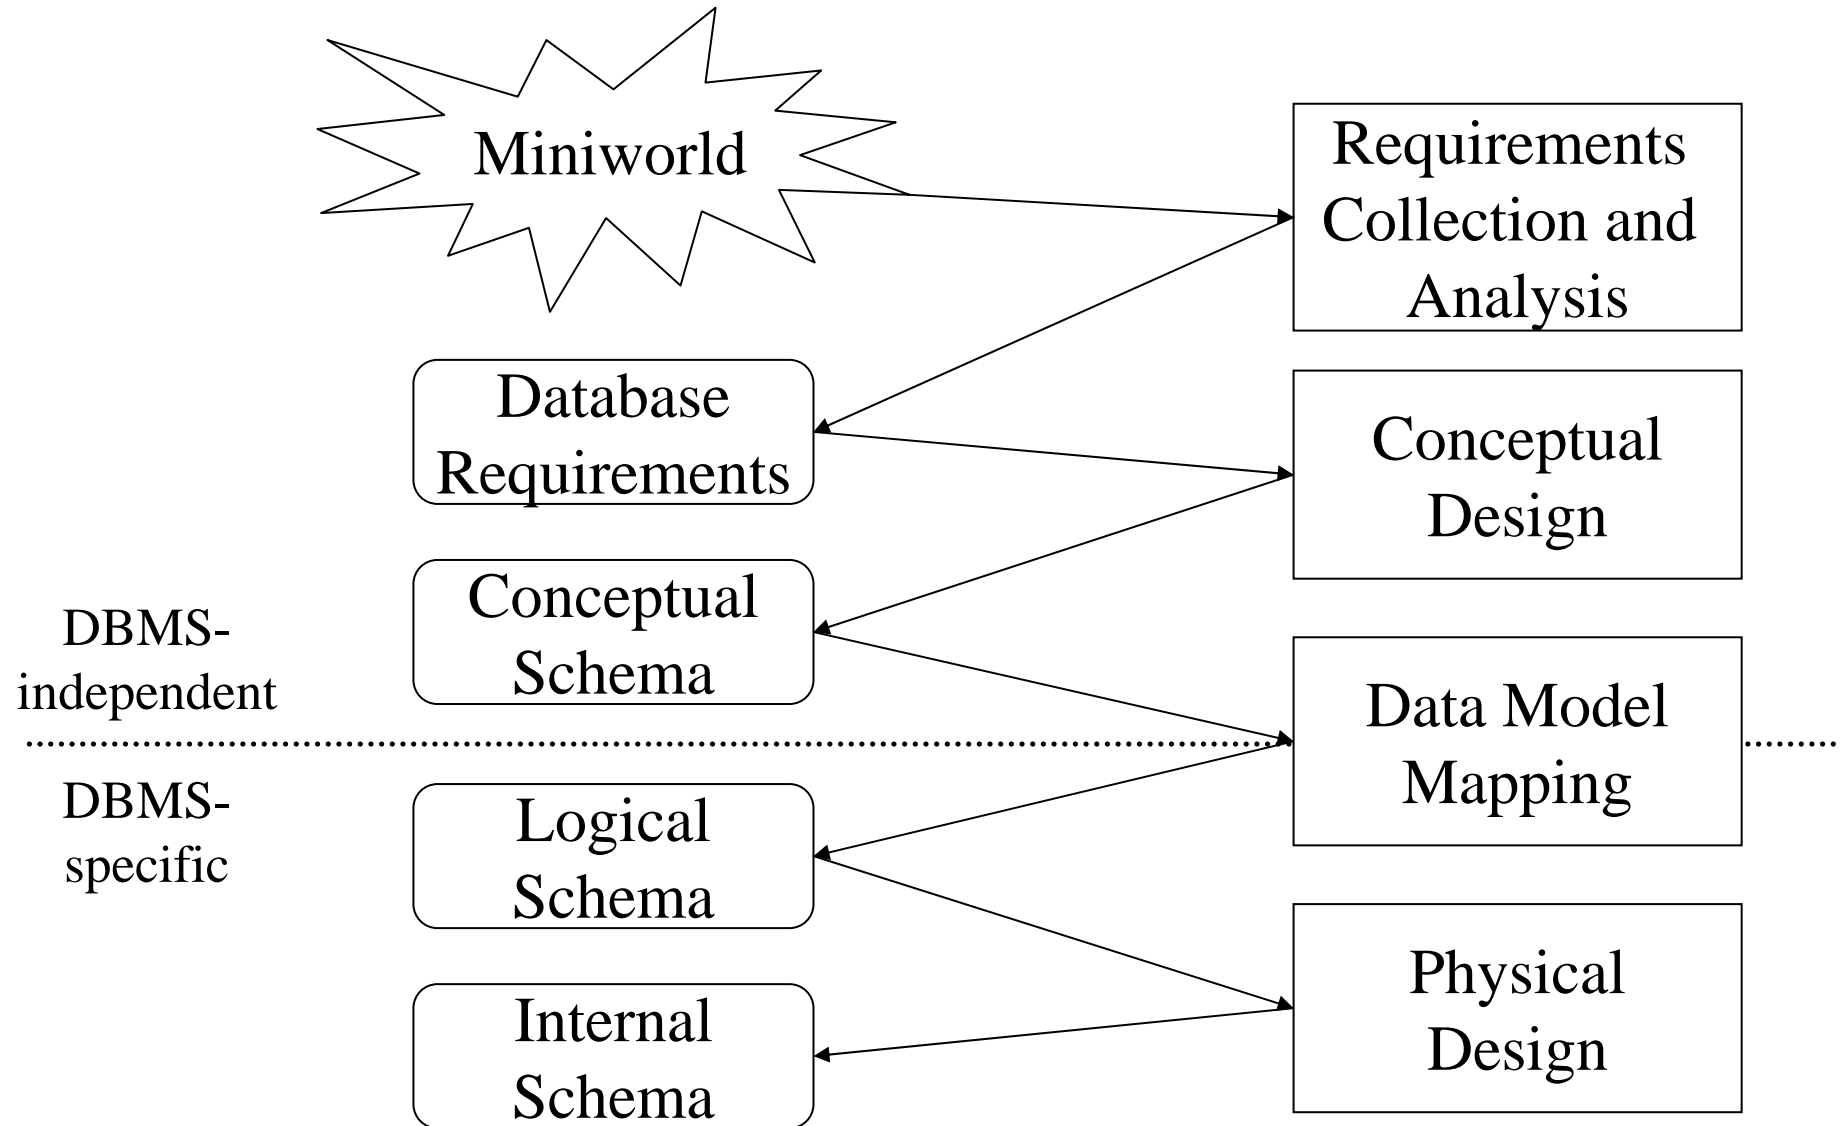 Miniworld
Requirements
Collection and
Analysis
Database
Requirements
Conceptual
Design
Conceptual
Schema
DBMS-
independent
Data Model
Mapping
DBMS-
specific
Logical
Schema
Physical
Design
Internal
Schema